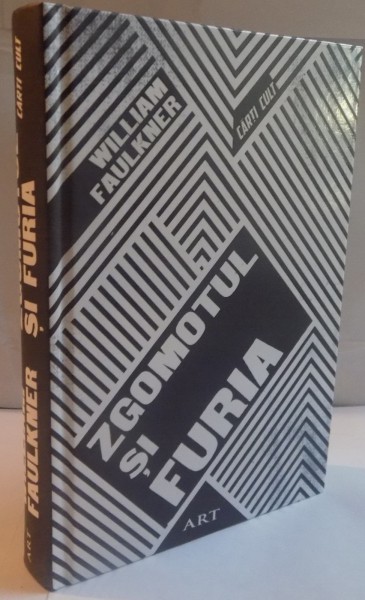 WILLIAM
FAULKNER
CARTI CULT
ZGOMOTUL
ȘI
FURIA
ART
CARTI CULT
ȘI FURIA
FAULKNER
ART